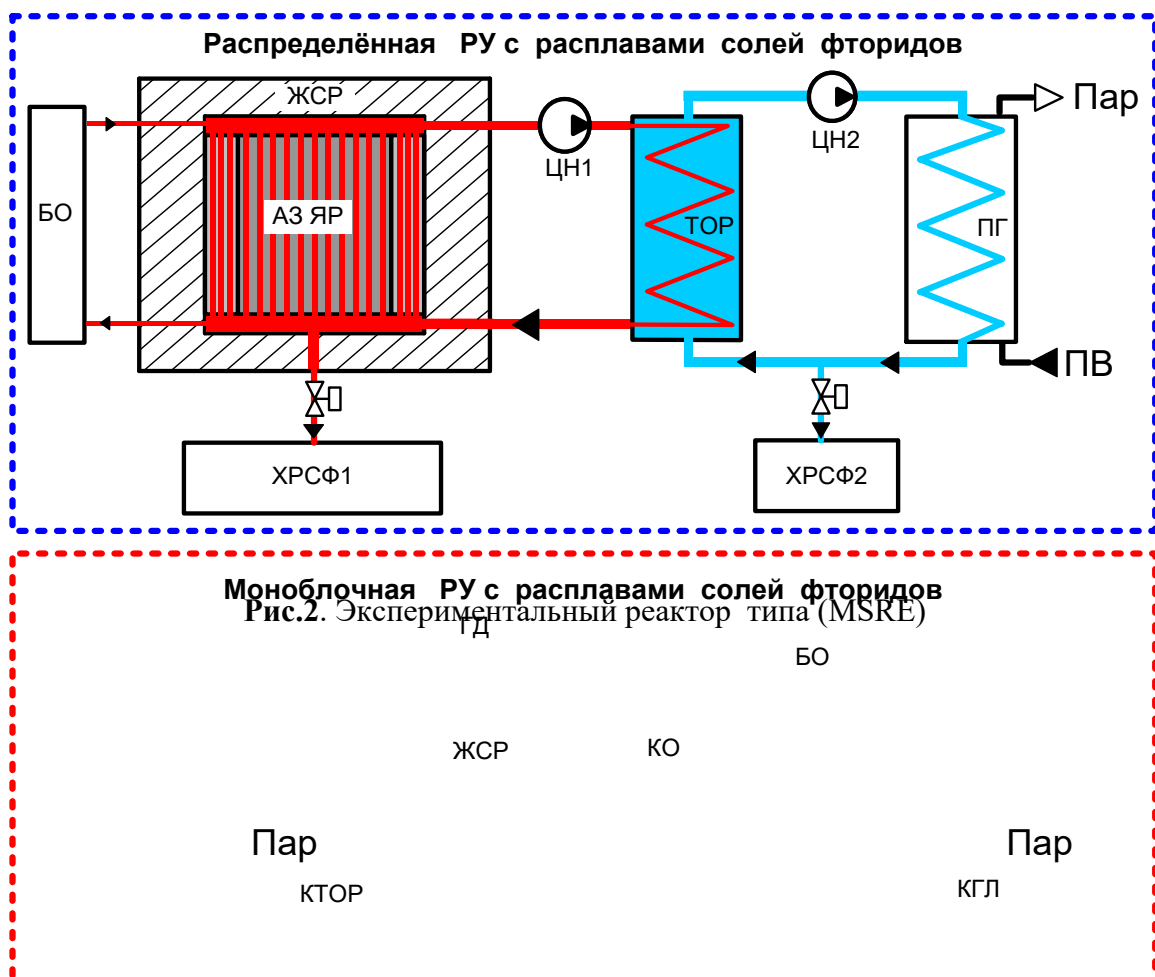 Распределённая РУ с расплавами солей фторидов
ЖСР
Пар
ЦН1
ЦН2
БО
АЗ ЯР
ТОР
ПГ
ПВ
ХРСФ1
ХРСФ2
Моноблочная РУ с расплавами солей фторидов
Рис.2. Экспериментальный реактор типа (MSRE)
ГД
БО
ЖСР
КО
Пар
Пар
КТОР
КГЛ